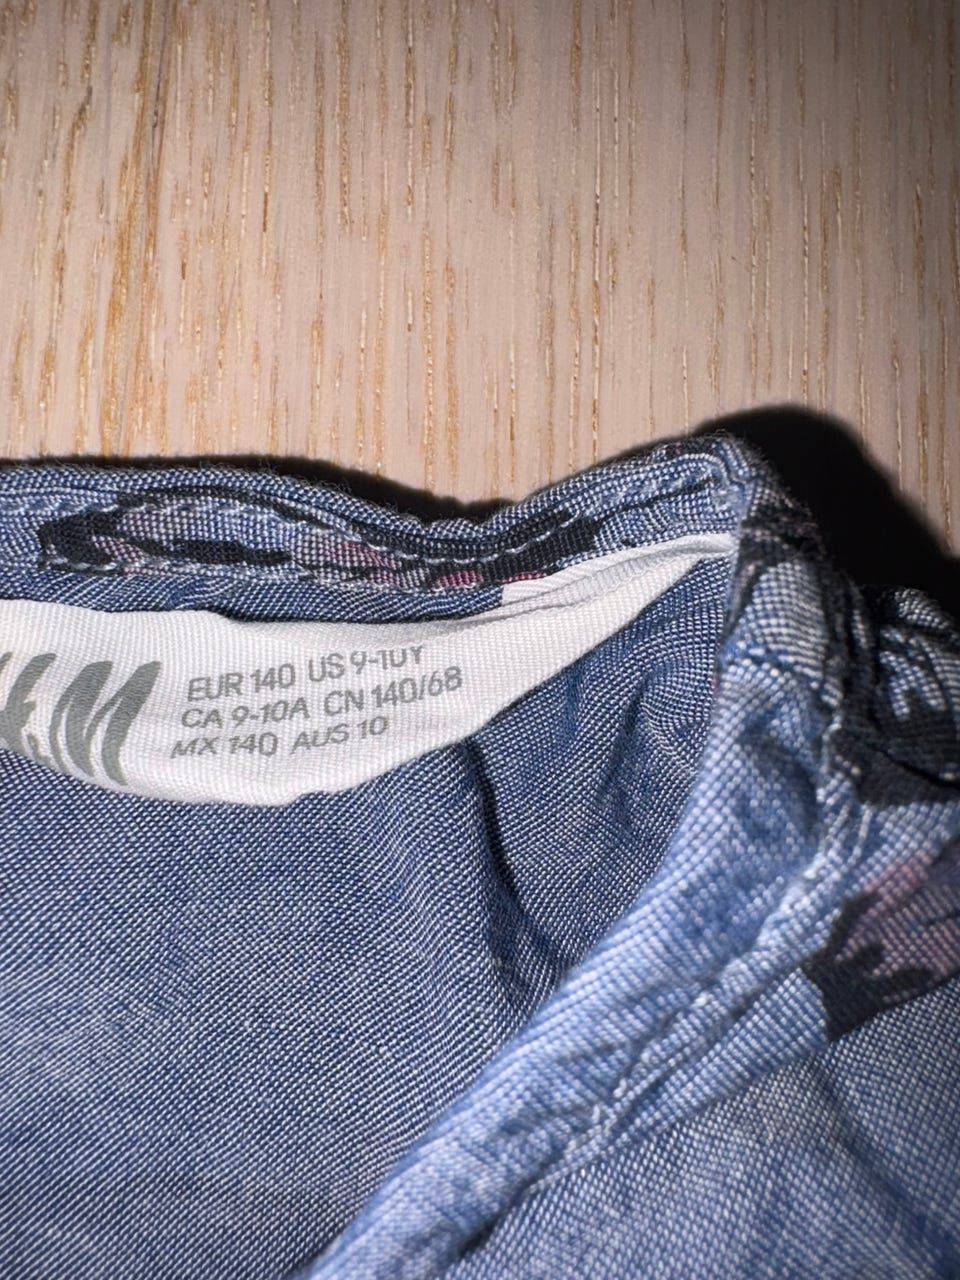 &M
EUR 140 US 9-10Y
CA 9-10A CN 140/68
MX 140 AUS 10